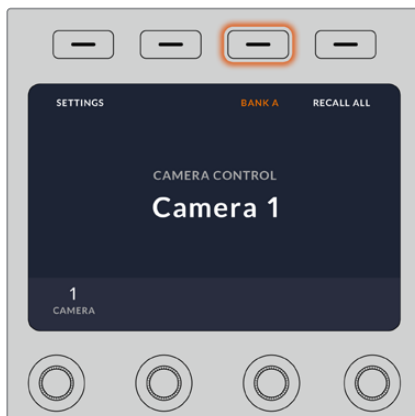 SETTINGS BANK A RECALL ALL
CAMERA CONTROL
Camera 1
1
CAMERA